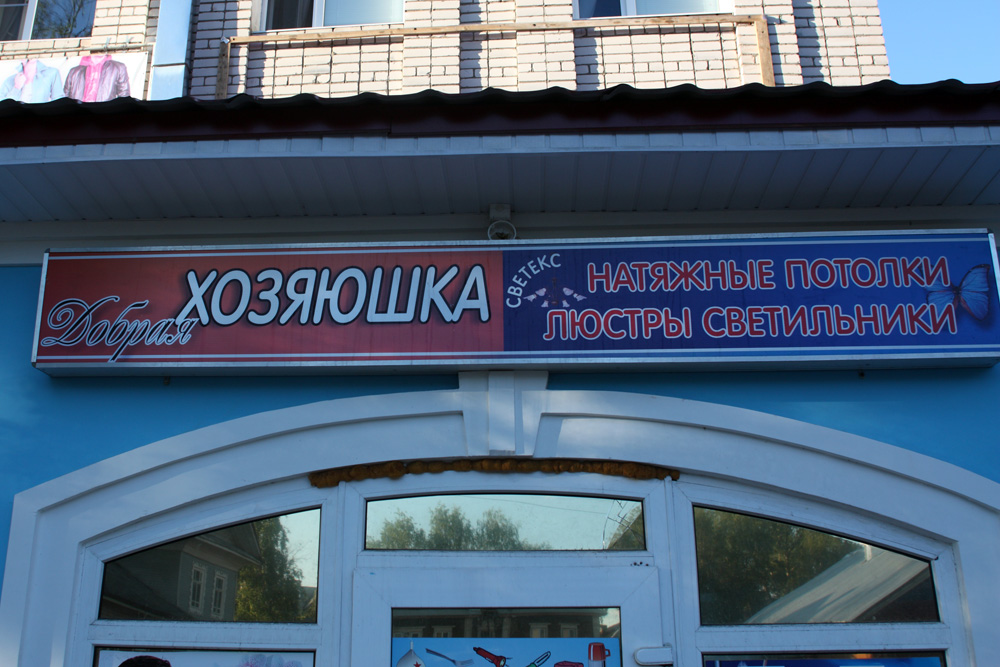 Добрая
ХОЗЯЮШКА
СВЕТЕКС
НАТЯЖНЫЕ ПОТОЛКИ
ЛЮСТРЫ СВЕТИЛЬНИКИ